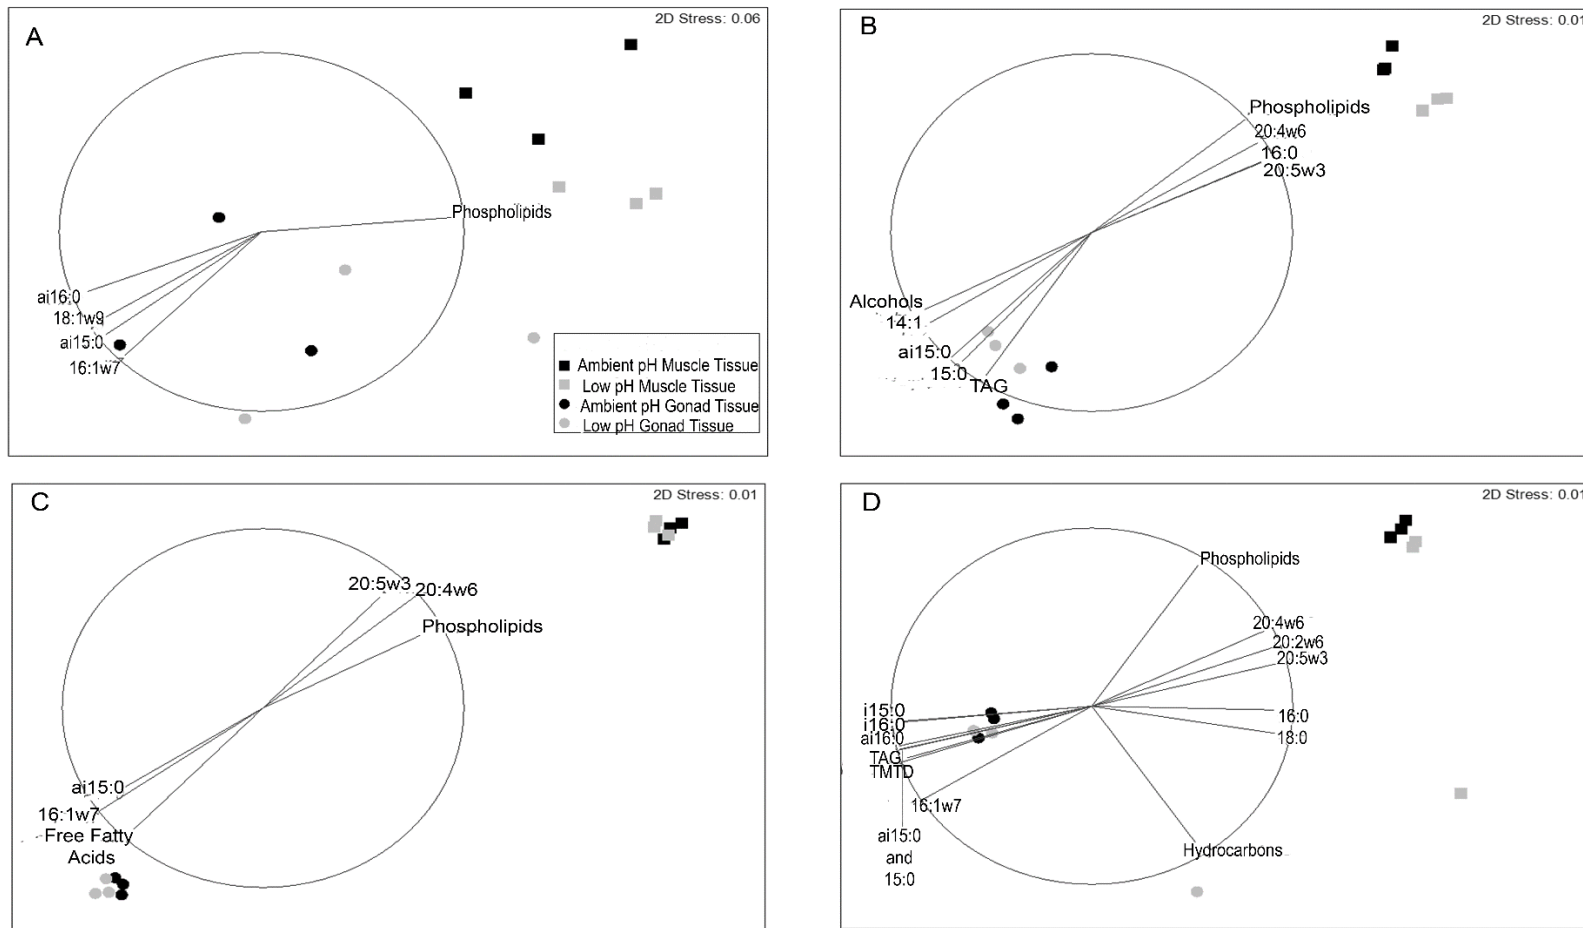 A
2D Stress: 0.06
Phospholipids
ai16:0
18:1w9
ai15:0
16:1w7
Ambient pH Muscle Tissue
Low pH Muscle Tissue
Ambient pH Gonad Tissue
Low pH Gonad Tissue
B
2D Stress: 0.01
Phospholipids
20:4w6
16:0
20:5w3
Alcohols
14:1
ai15:0
15:0
TAG
C
2D Stress: 0.01
20:5w3 20:4w6
Phospholipids
ai15:0
16:1w7
Free Fatty
Acids
D
2D Stress: 0.01
Phospholipids
20:4w6
20:2w6
20:5w3
i15:0
i16:0
16:0
ai16:0
18:0
TAG
TMTD
16:1w7
ai15:0
and
15:0
Hydrocarbons